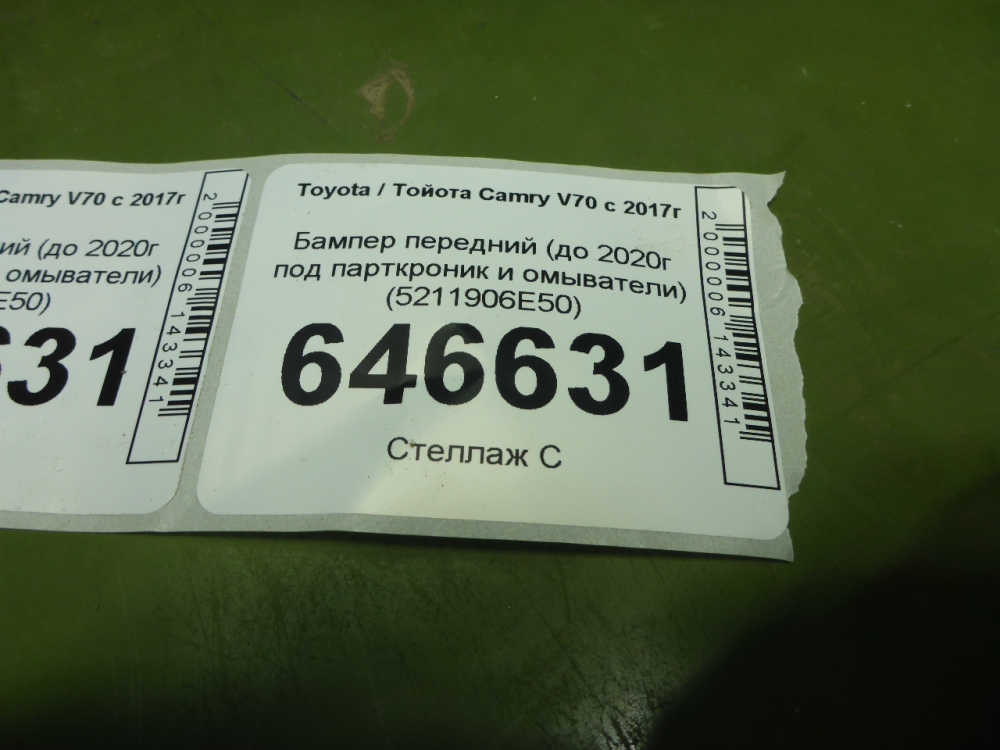 Camry V70 с 2017г
ий (до 2020г
омыватели)
E50)
631
2000006143341
Toyota / Тойота Camry V70 с 2017г
Бампер передний (до 2020г
под парткроник и омыватели)
(5211906E50)
646631
Стеллаж С
2000006143341